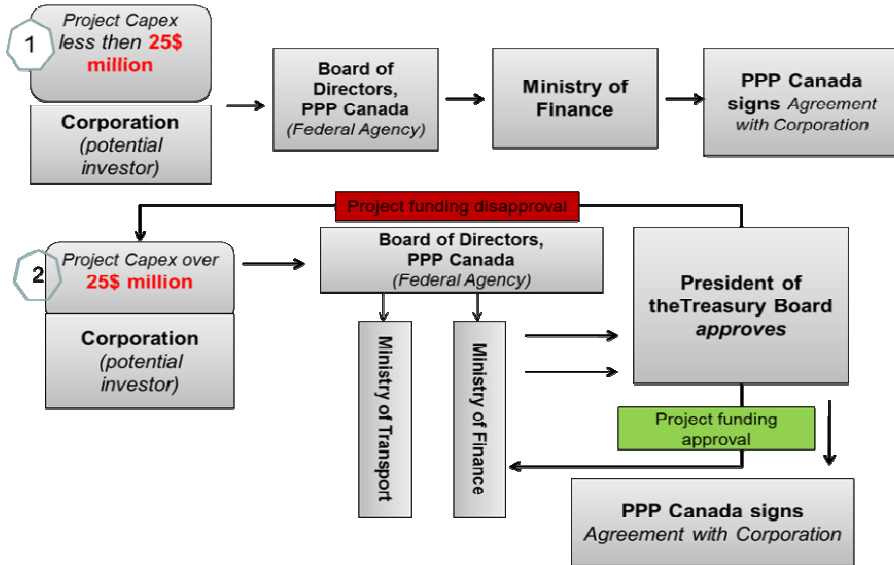 1
Project Capex
less then 25$
million
Corporation
(potential
investor)
Board of
Directors,
PPP Canada
(Federal Agency)
Ministry of
Finance
PPP Canada
signs Agreement
with Corporation
Project funding disapproval
2
Project Capex over
25$ million
Corporation
(potential
investor)
Board of Directors,
PPP Canada
(Federal Agency)
Ministry of Transport
Ministry of Finance
President of
theTreasury Board
approves
Project funding
approval
PPP Canada signs
Agreement with Corporation